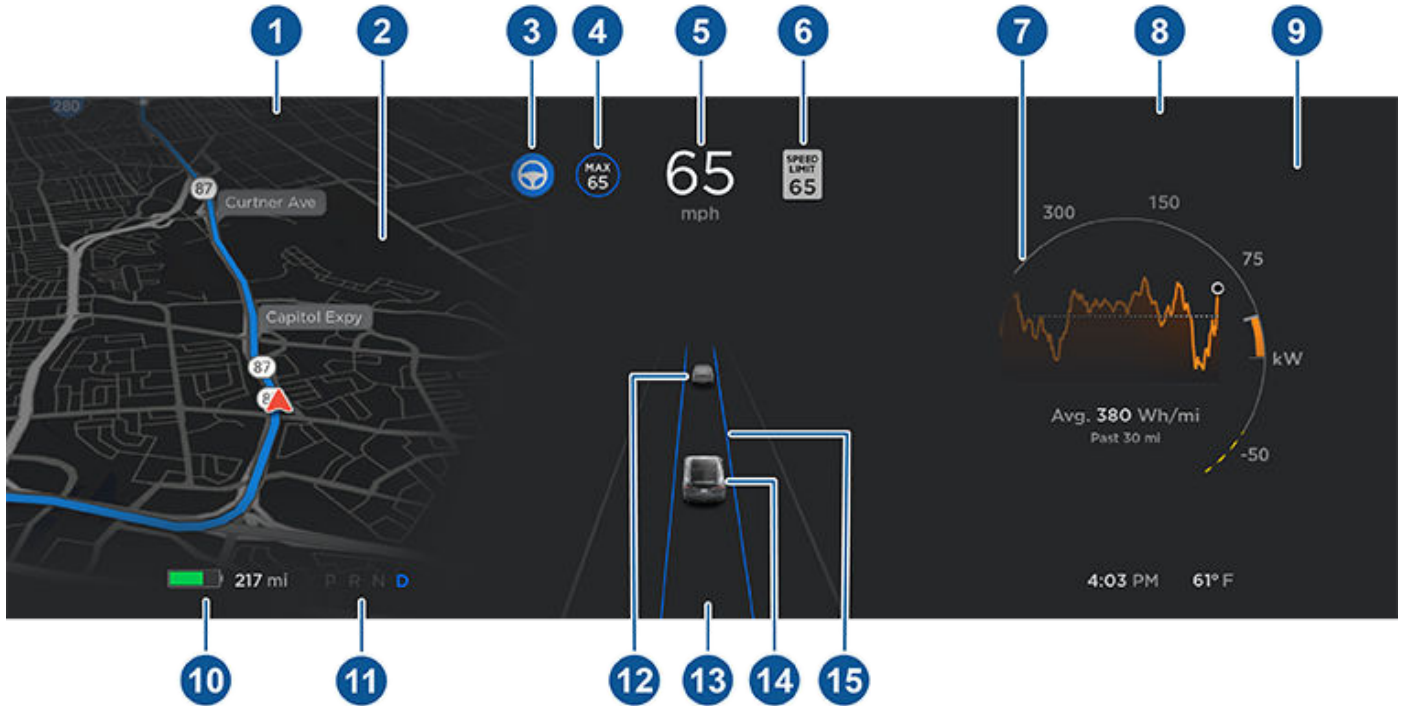 1 2 3 4 5 6 7 8 9
280
87
Curtner Ave
MAX
65
65
mph
SPEED
LIMIT
65
300 150
75
Capitol Expy
87
8
kW
Avg. 380 Wh/mi
Past 30 mi
-50
217 mi P R N D
4:03 PM 61° F
10 11 12 13 14 15